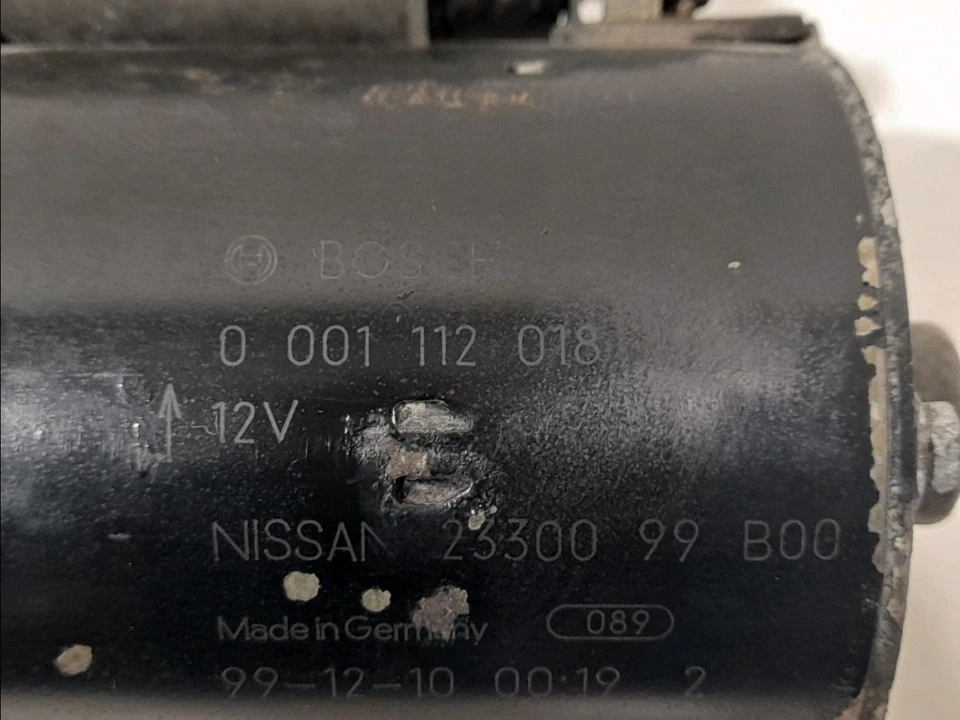 BOSCH
0 001 112 018
12V
NISSAN 23300 99 B00
Made in Germany 089
99-12-10 00:19 2